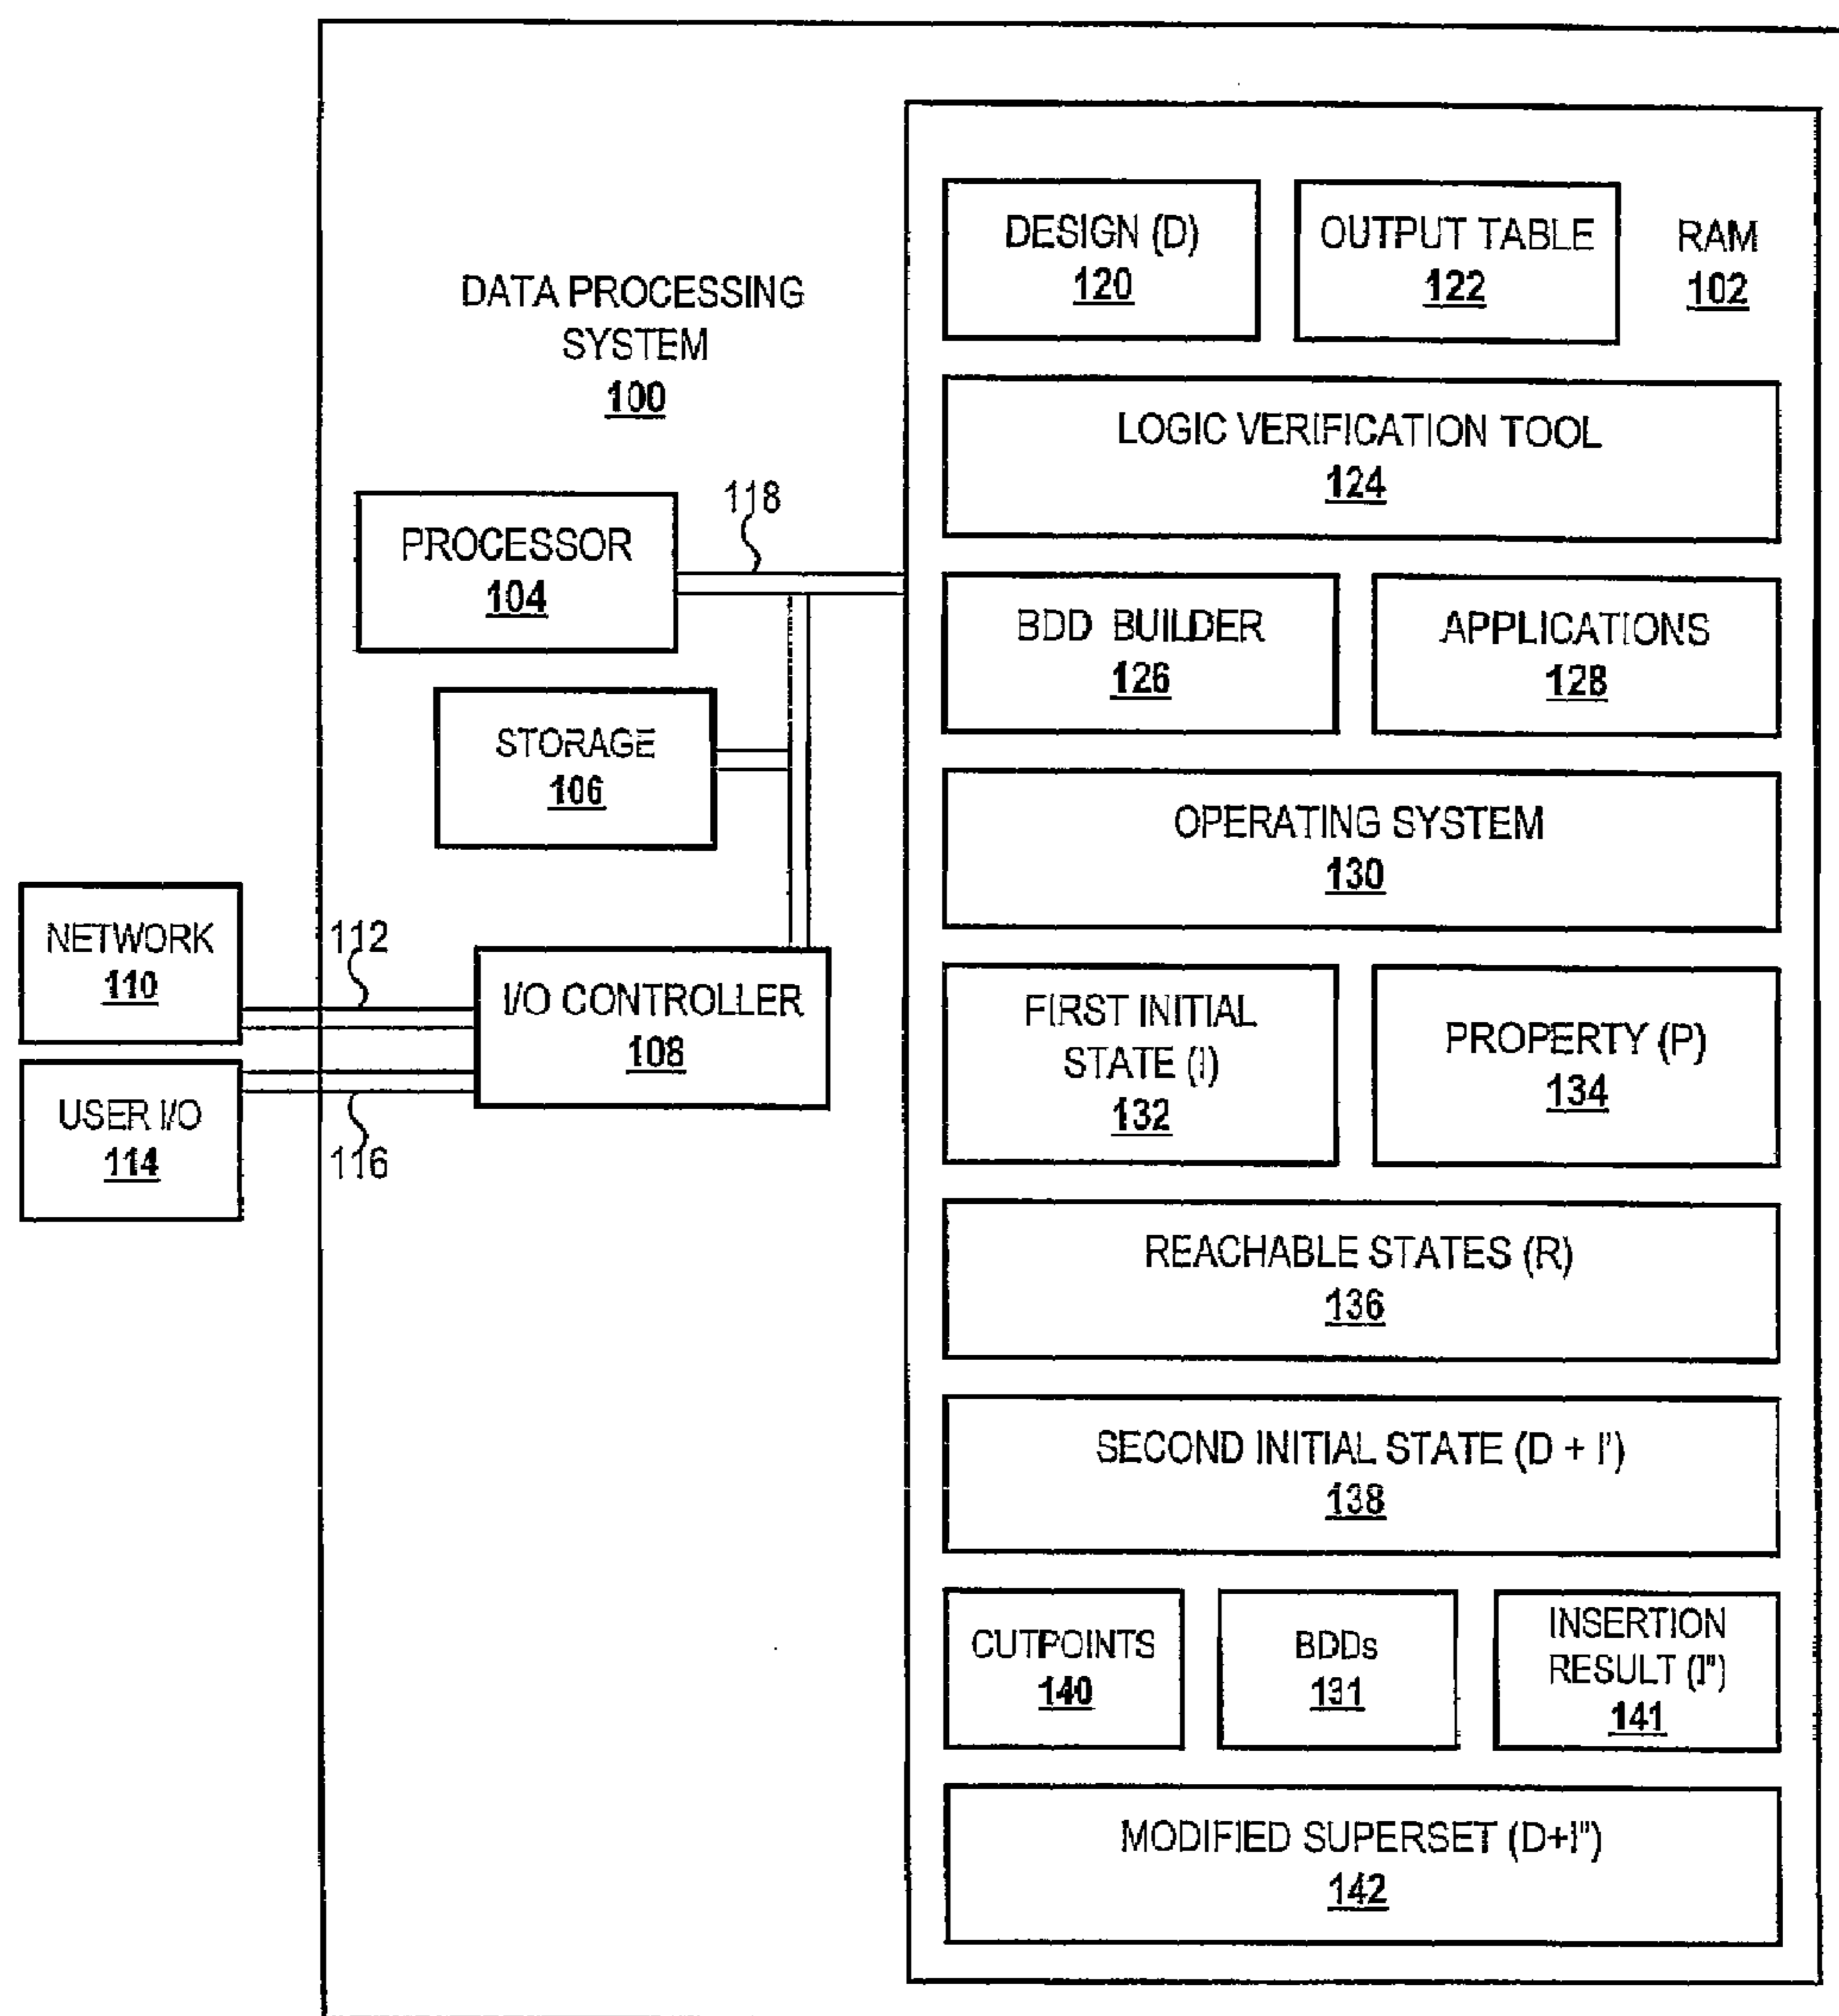 DATA PROCESSING
SYSTEM
100
PROCESSOR
104
118
STORAGE
106
NETWORK
110
112
I/O CONTROLLER
108
USER I/O
114
116
RAM
102
DESIGN (D)
120
OUTPUT TABLE
122
LOGIC VERIFICATION TOOL
124
BDD BUILDER
126
APPLICATIONS
128
OPERATING SYSTEM
130
FIRST INITIAL
STATE (I)
132
PROPERTY (P)
134
REACHABLE STATES (R)
136
SECOND INITIAL STATE (D + I')
138
CUTPOINTS
140
BDDs
131
INSERTION
RESULT (I")
141
MODIFIED SUPERSET (D+I")
142